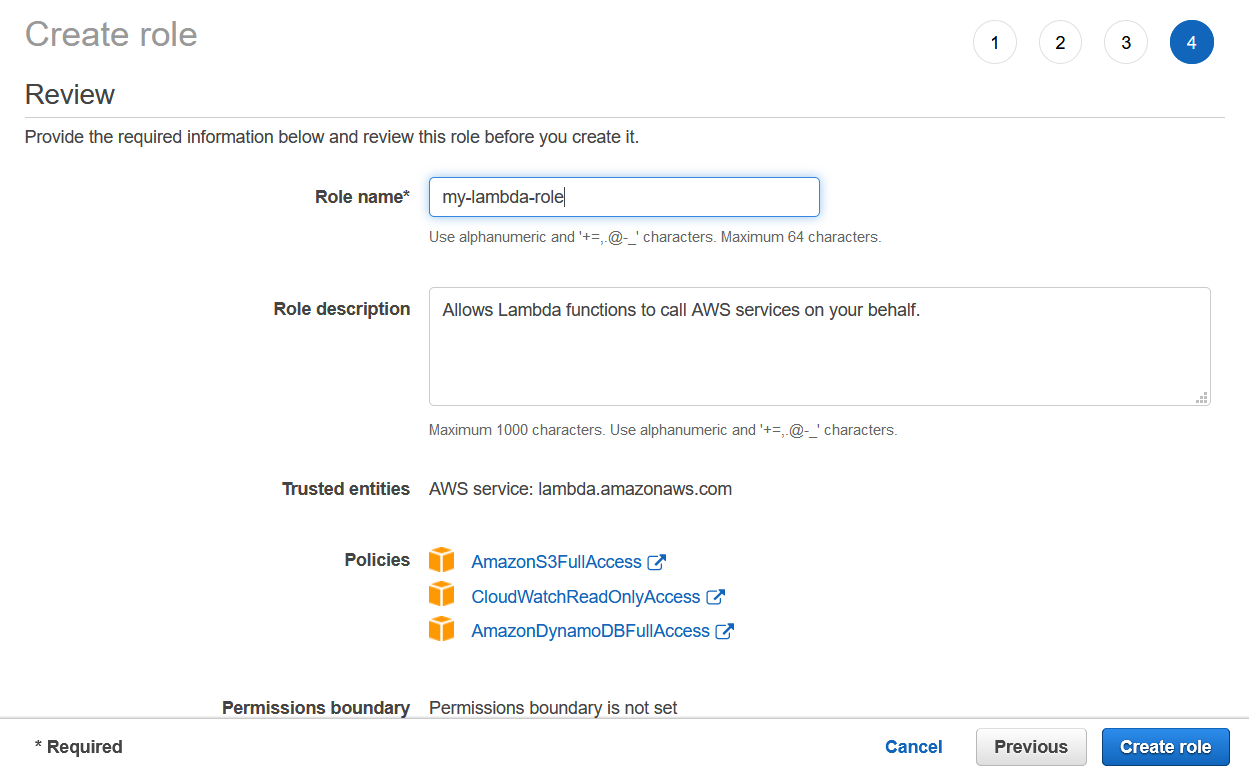 Create role
1 2 3 4
Review
Provide the required information below and review this role before you create it.
Role name* my-lambda-role
Use alphanumeric and '+=,.@-_' characters. Maximum 64 characters.
Role description Allows Lambda functions to call AWS services on your behalf.
Maximum 1000 characters. Use alphanumeric and '+=,.@-_' characters.
Trusted entities AWS service: lambda.amazonaws.com
Policies AmazonS3FullAccess
CloudWatchReadOnlyAccess
AmazonDynamoDBFullAccess
Permissions boundary Permissions boundary is not set
* Required Cancel Previous Create role